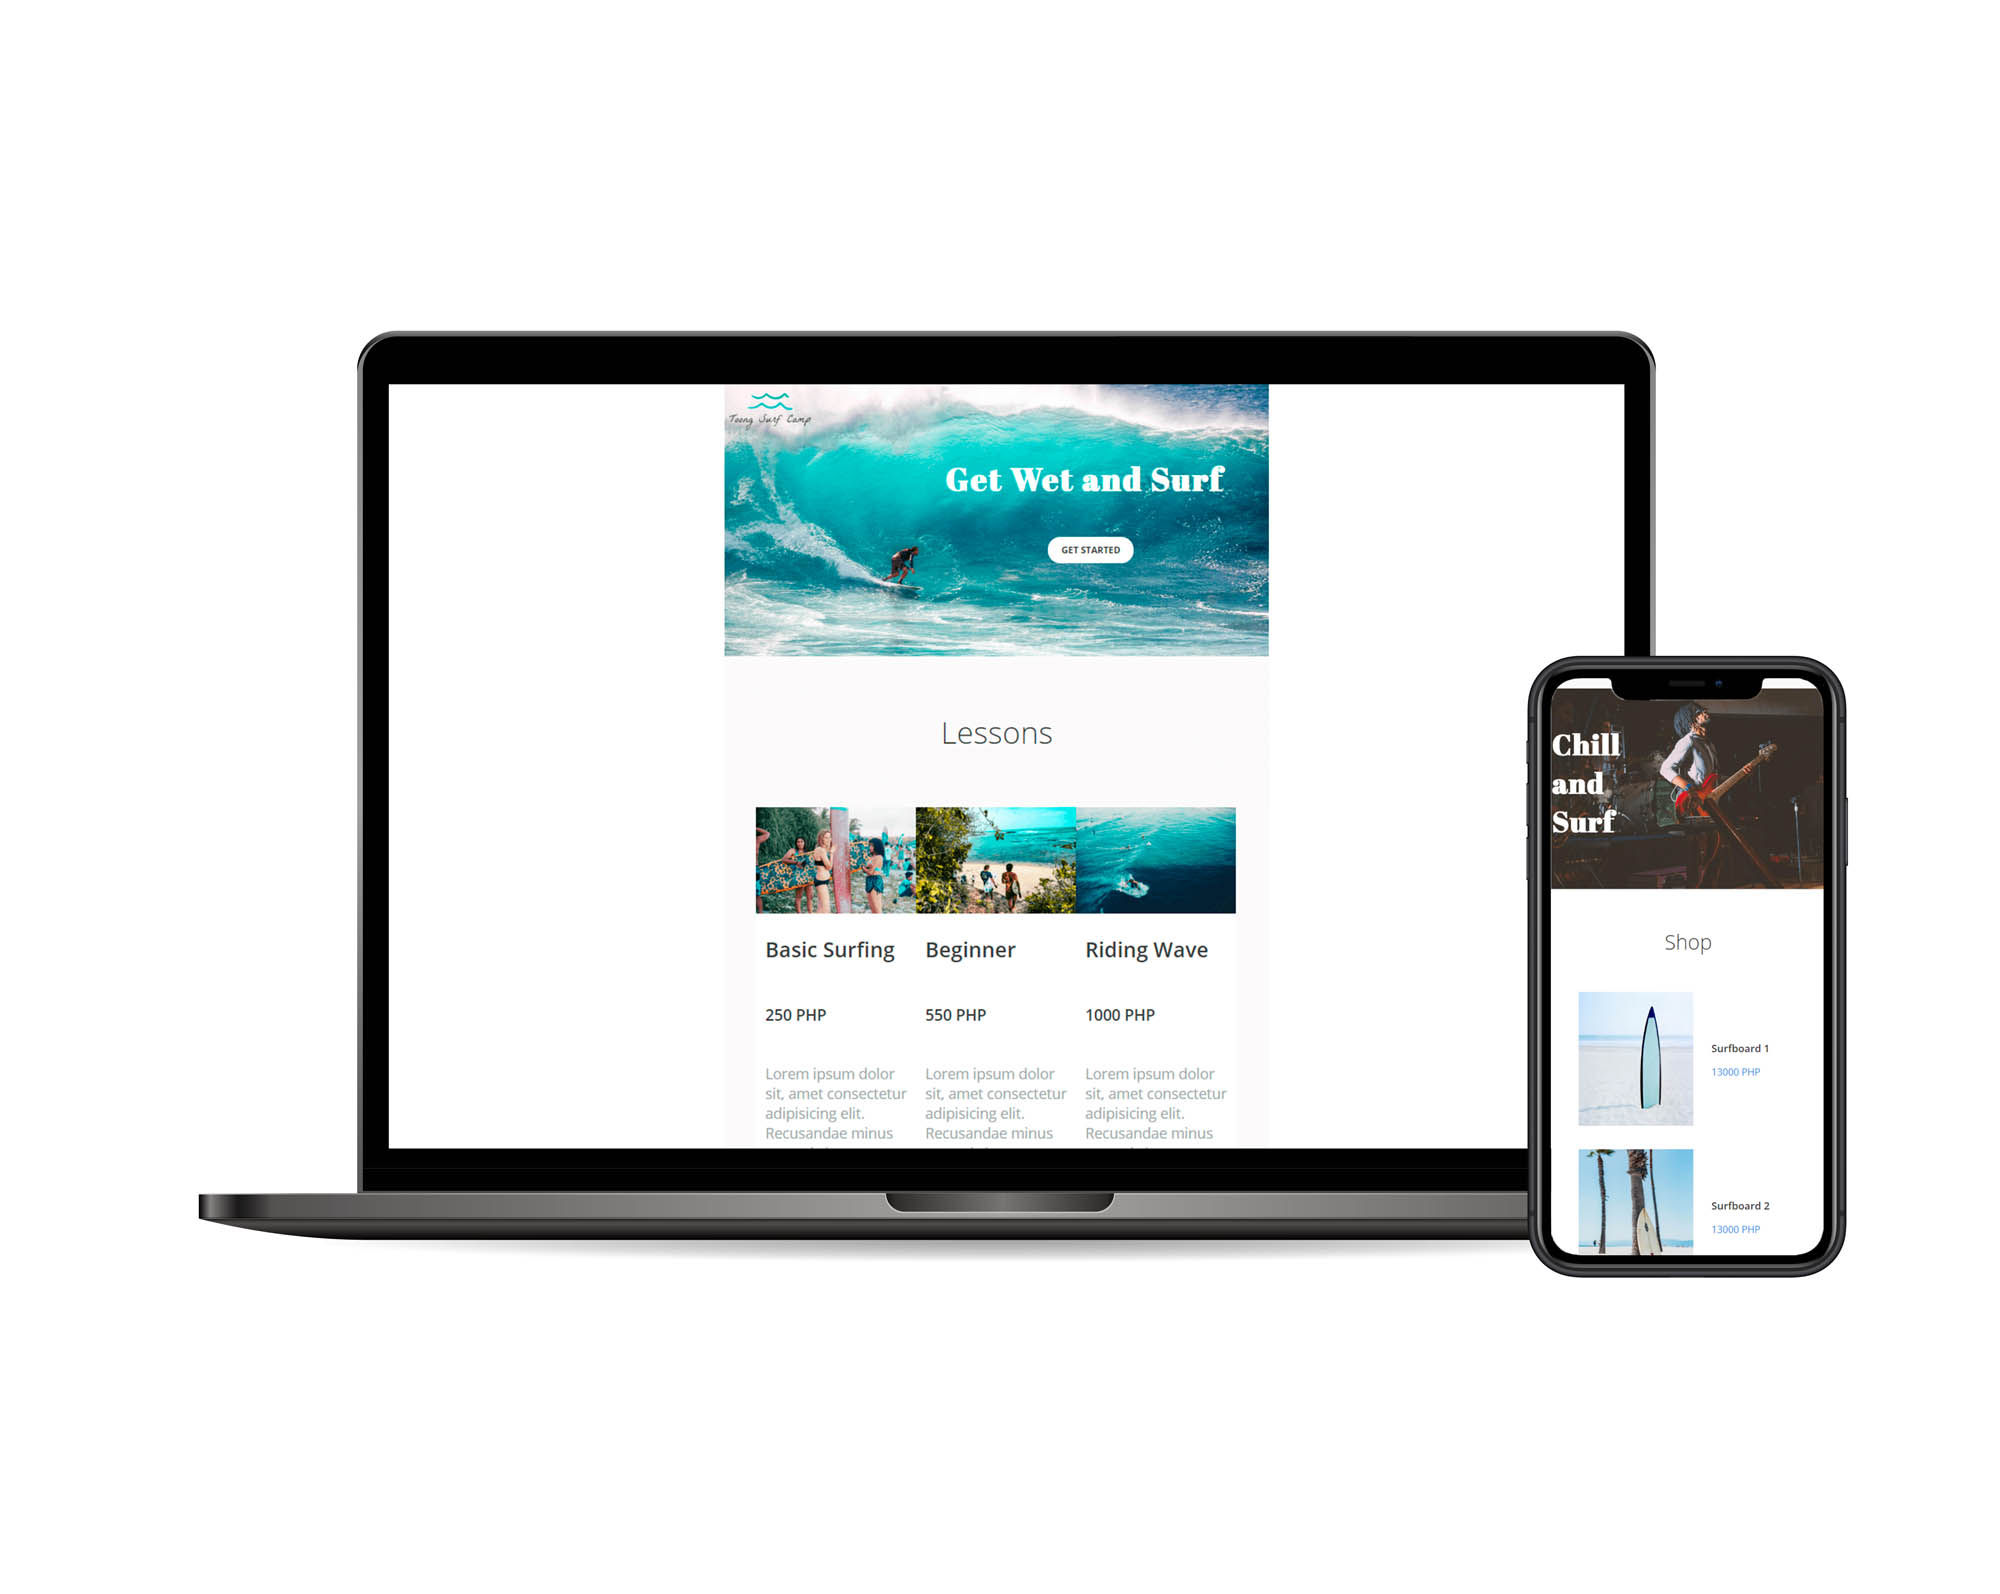 Toong Surf Camp
Get Wet and Surf
GET STARTED
Lessons
Basic Surfing
250 PHP
Lorem ipsum dolor
sit, amet consectetur
adipisicing elit.
Recusandae minus
Beginner
550 PHP
Lorem ipsum dolor
sit, amet consectetur
adipisicing elit.
Recusandae minus
Riding Wave
1000 PHP
Lorem ipsum dolor
sit, amet consectetur
adipisicing elit.
Recusandae minus
Chill
and
Surf
Shop
Surfboard 1
13000 PHP
Surfboard 2
13000 PHP